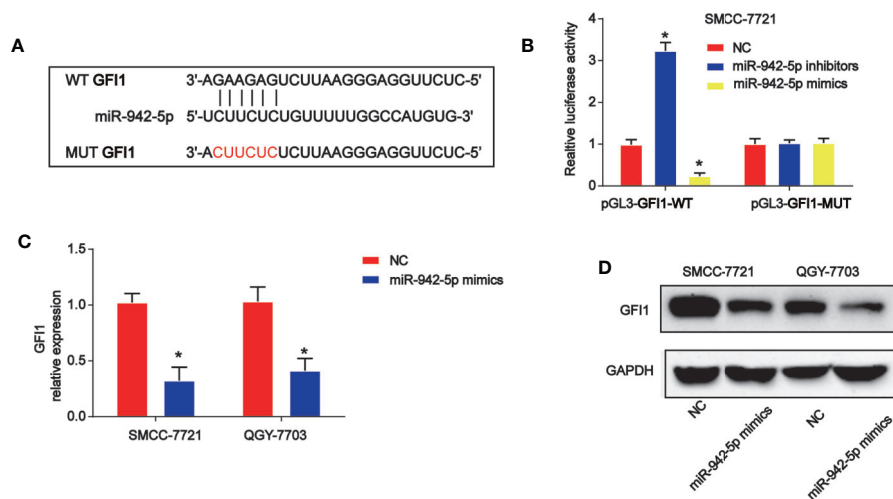 A
WT GFI1 3'-AGAAGAGUCUUAAGGGAGGUUCUC-5'
miR-942-5p 5'-UCUUCUCUGUUUUUGGCCAUGUG-3'
MUT GFI1 3'-ACUUCUCUCUUAAGGGAGGUUCUC-5'
B
SMCC-7721
Realtive luciferase activity
4
3
2
1
0
*
*
NC
miR-942-5p inhibitors
miR-942-5p mimics
pGL3-GFI1-WT
pGL3-GFI1-MUT
C
GFI1
relative expression
1.5
1.0
0.5
0.0
*
*
NC
miR-942-5p mimics
SMCC-7721
QGY-7703
D
SMCC-7721
QGY-7703
GFI1
GAPDH
NC
miR-942-5p mimics
NC
miR-942-5p mimics